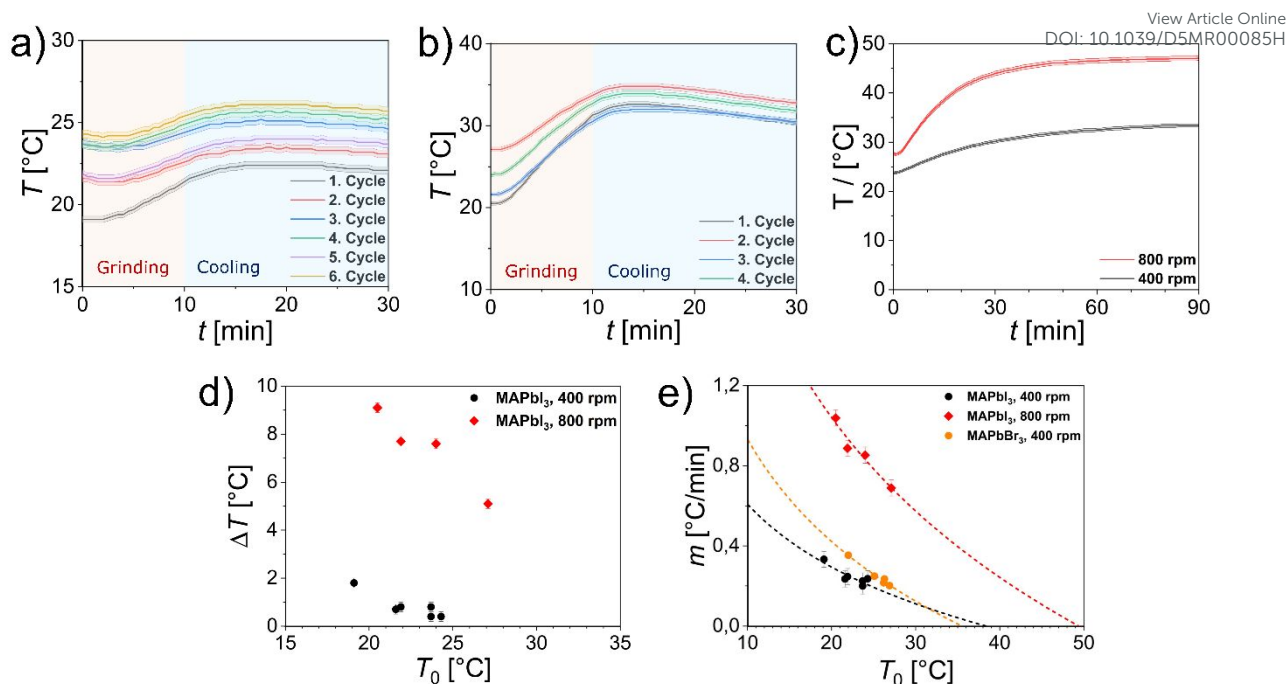 View Article Online
DOI: 10.1039/D5MR00085H
a)
30
25
20
15
T [°C]
Grinding
Cooling
1. Cycle
2. Cycle
3. Cycle
4. Cycle
5. Cycle
6. Cycle
0 10 20 30
t [min]
b)
40
30
20
10
T [°C]
Grinding
Cooling
1. Cycle
2. Cycle
3. Cycle
4. Cycle
0 10 20 30
t [min]
c)
50
40
30
20
10
0
T / [°C]
800 rpm
400 rpm
0 30 60 90
t [min]
d)
10
8
6
4
2
0
ΔT [°C]
MAPbI₃, 400 rpm
MAPbI₃, 800 rpm
15 20 25 30 35
T₀ [°C]
e)
1,2
0,8
0,4
0,0
m [°C/min]
MAPbI₃, 400 rpm
MAPbI₃, 800 rpm
MAPbBr₃, 400 rpm
10 20 30 40 50
T₀ [°C]